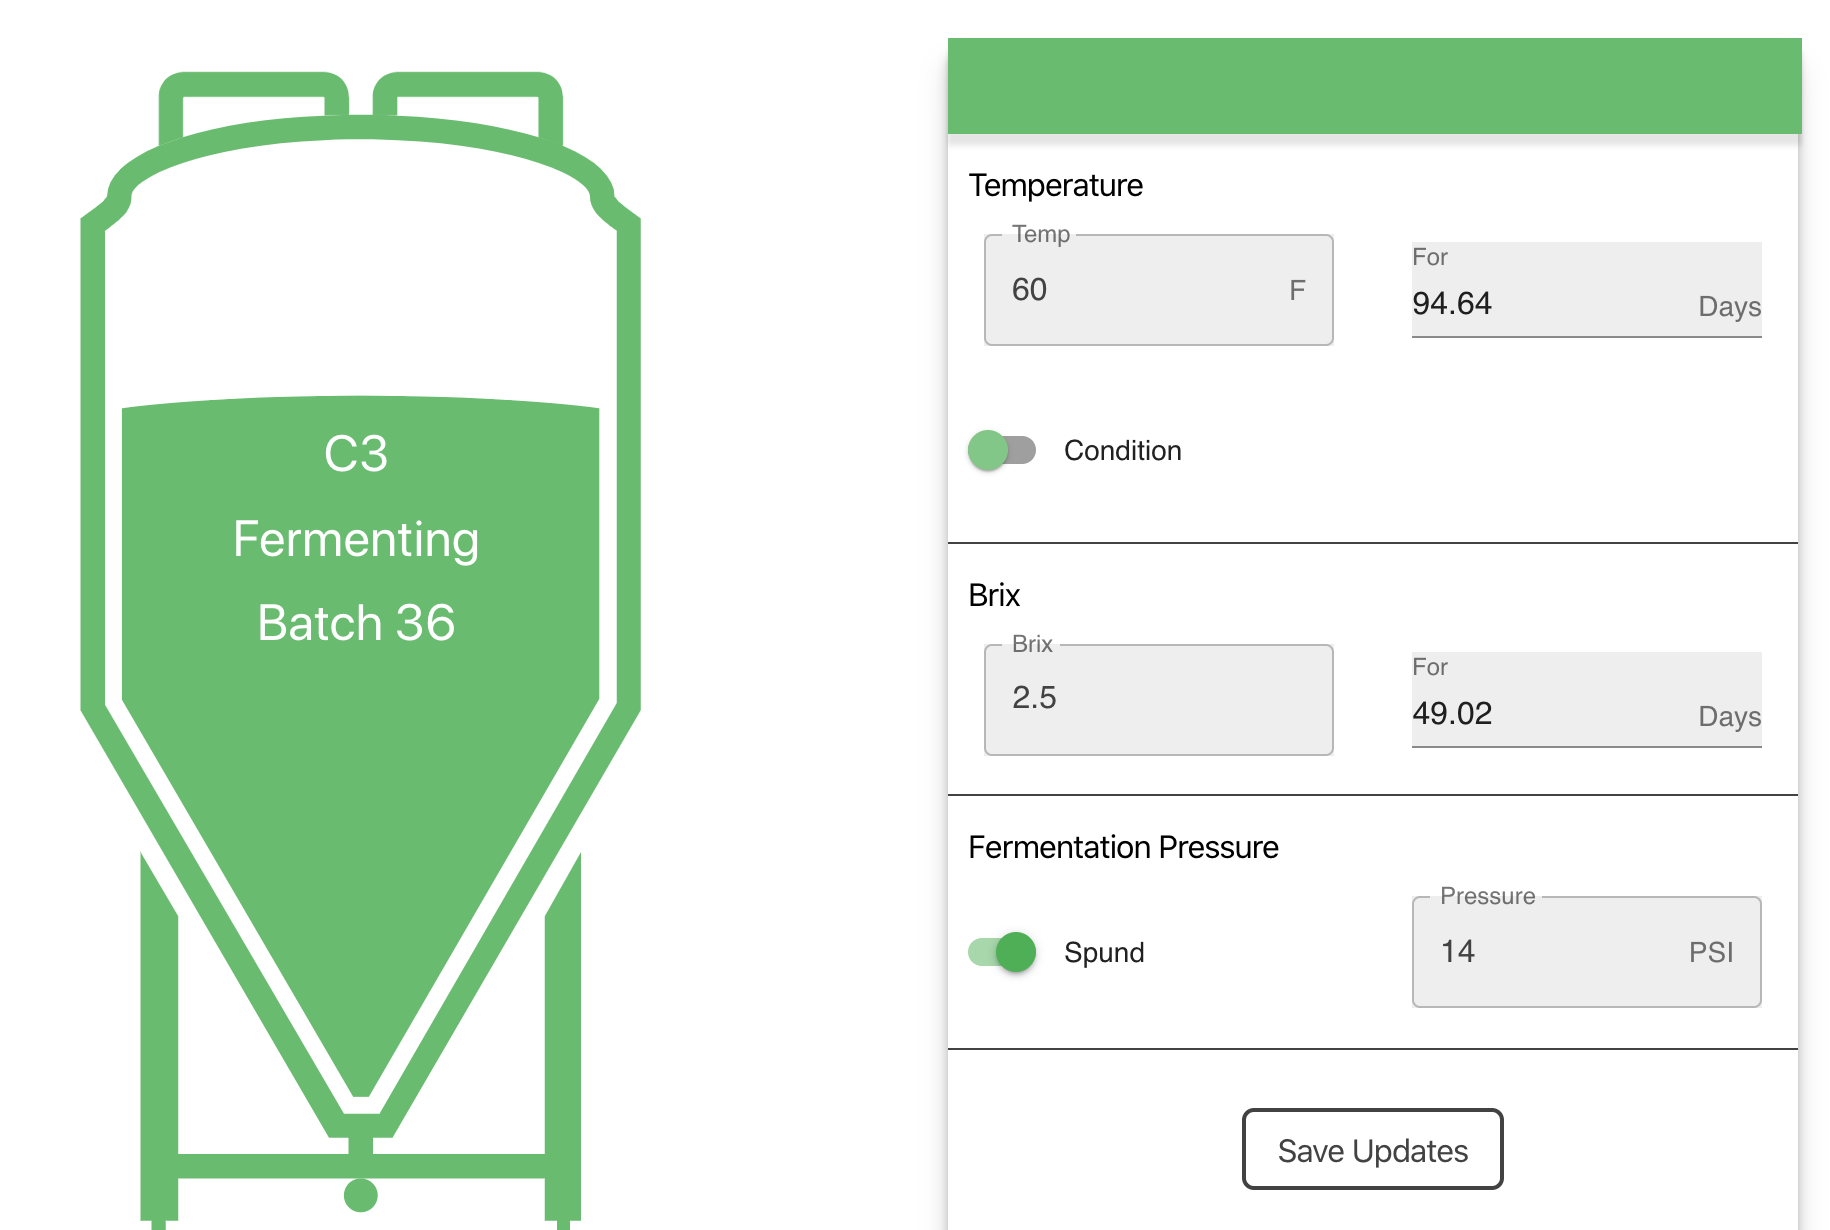 C3
Fermenting
Batch 36
Temperature
Temp
60 F
For
94.64 Days
Condition
Brix
Brix
2.5
For
49.02 Days
Fermentation Pressure
Spund
Pressure
14 PSI
Save Updates